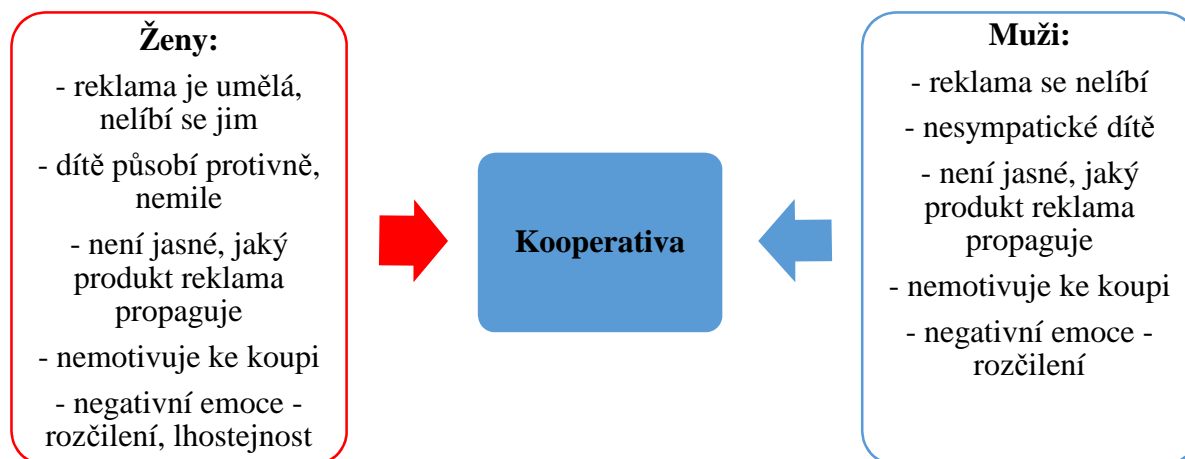 Ženy:
- reklama je umělá,
nelíbí se jim
- dítě působí protivně,
nemile
- není jasné, jaký
produkt reklama
propaguje
- nemotivuje ke koupi
- negativní emoce -
rozčilení, lhostejnost
Kooperativa
Muži:
- reklama se nelíbí
- nesympatické dítě
- není jasné, jaký
produkt reklama
propaguje
- nemotivuje ke koupi
- negativní emoce -
rozčilení